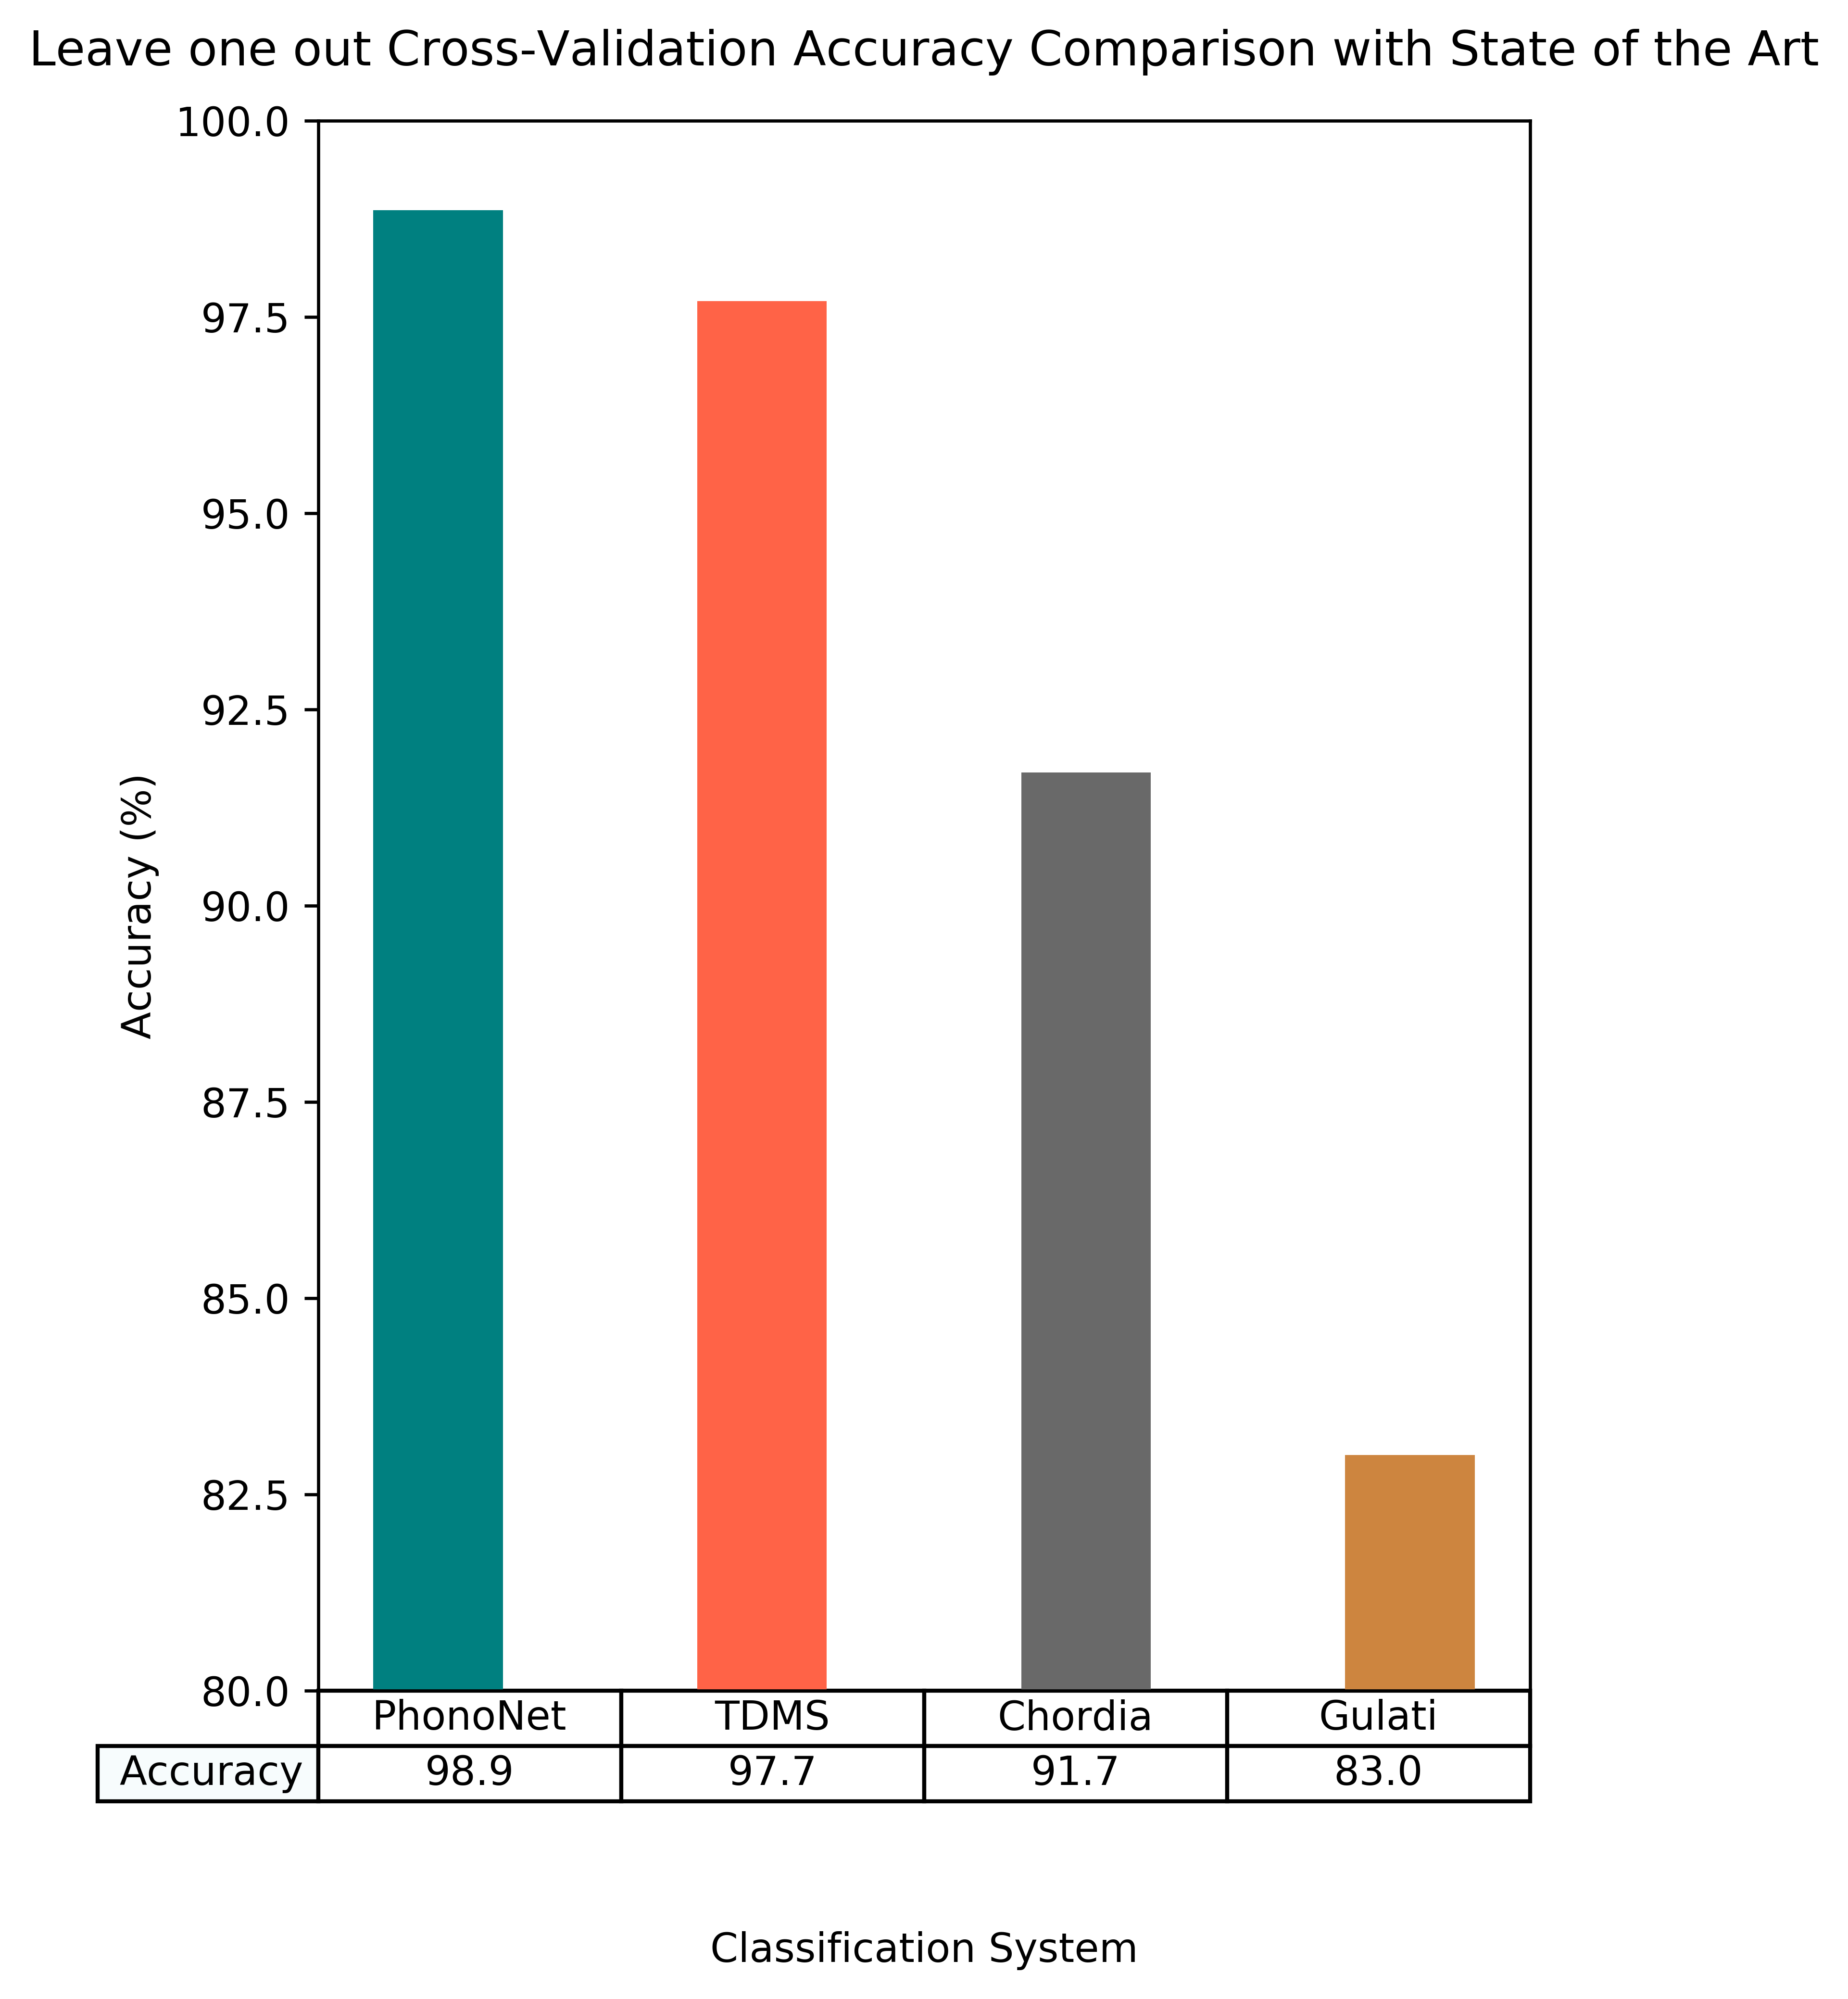 Leave one out Cross-Validation Accuracy Comparison with State of the Art
100.0
97.5
95.0
92.5
90.0
87.5
85.0
82.5
80.0
Accuracy (%)
PhonoNet TDMS Chordia Gulati
Accuracy 98.9 97.7 91.7 83.0
Classification System